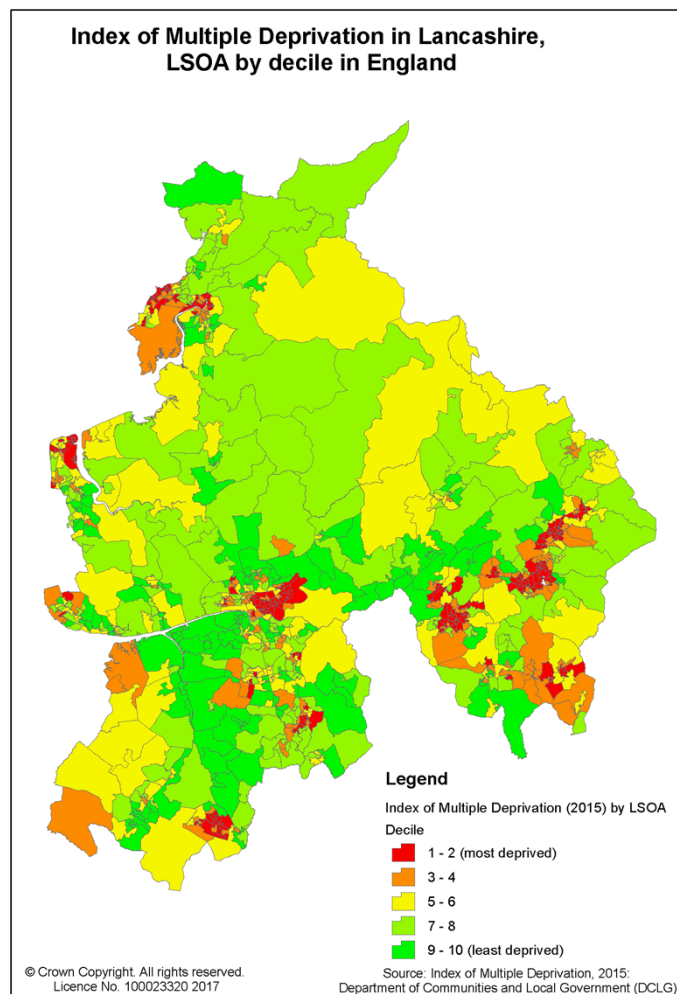 Index of Multiple Deprivation in Lancashire,
LSOA by decile in England
Legend
Index of Multiple Deprivation (2015) by LSOA
Decile
1 - 2 (most deprived)
3 - 4
5 - 6
7 - 8
9 - 10 (least deprived)
© Crown Copyright. All rights reserved.
Licence No. 100023320 2017
Source: Index of Multiple Deprivation, 2015:
Department of Communities and Local Government (DCLG)